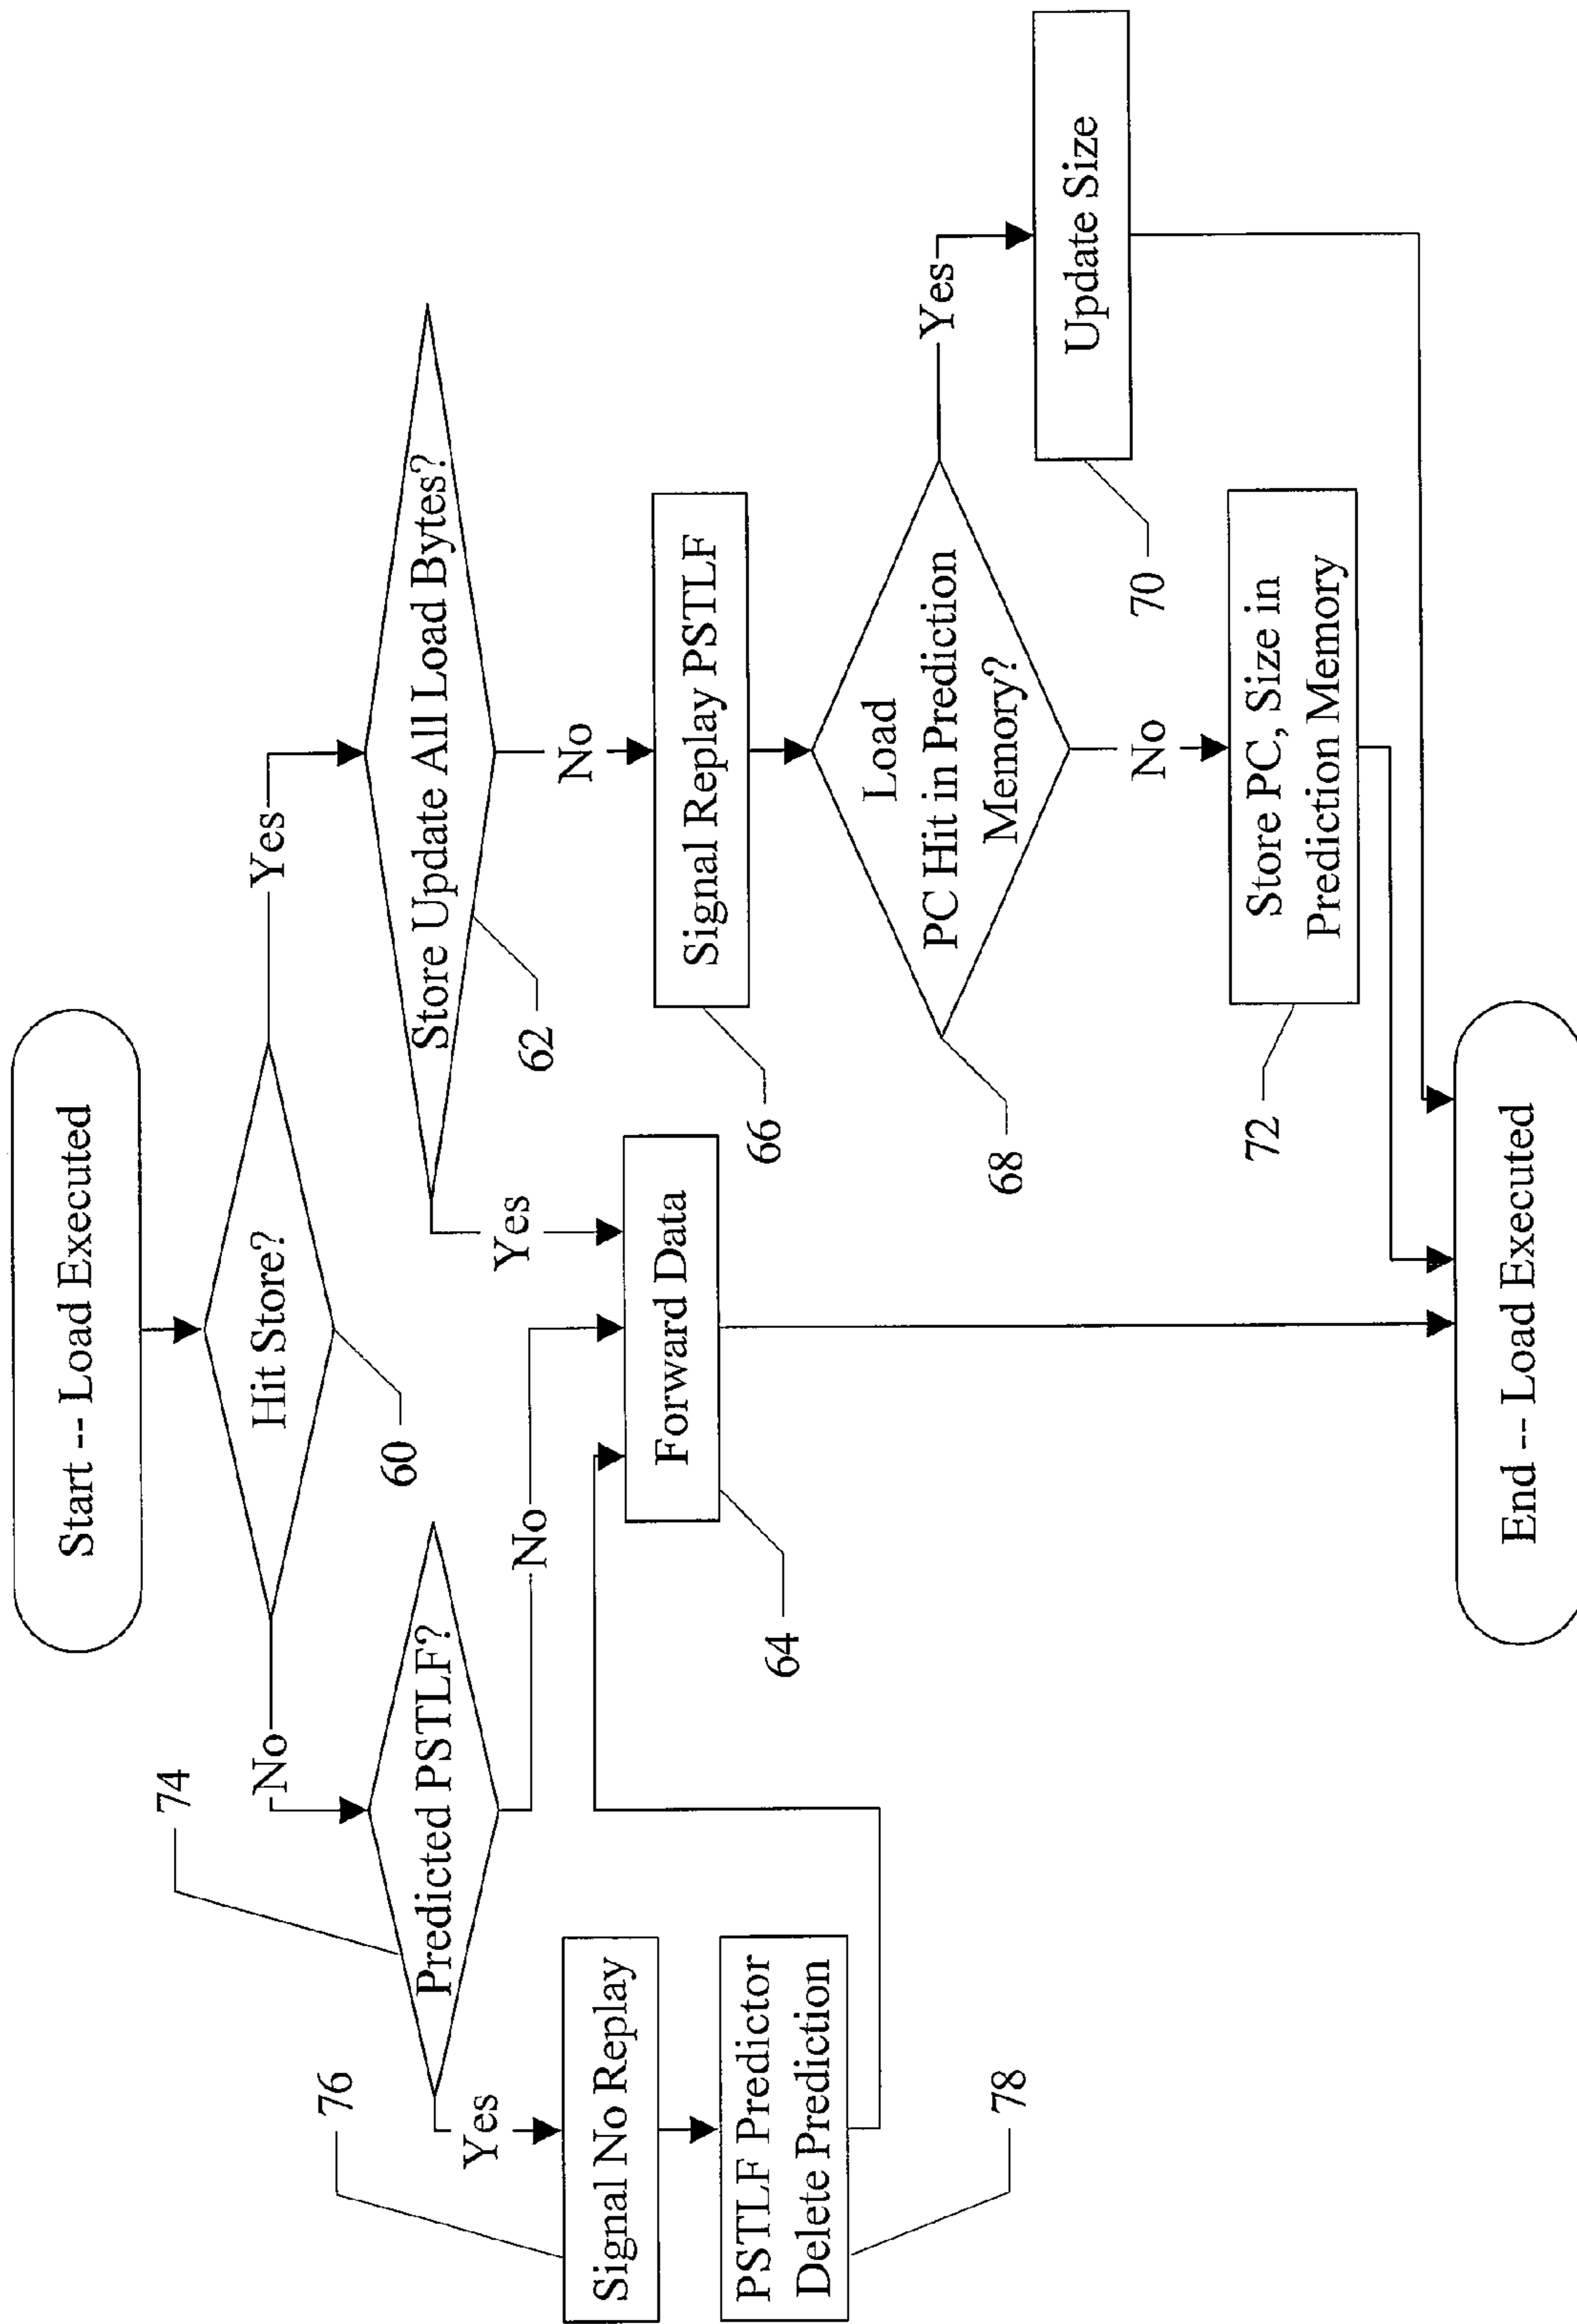 Start -- Load Executed
Hit Store?
60
No
Yes
74
Predicted PSTLF?
Yes
No
76
Signal No Replay
PSTLF Predictor
Delete Prediction
78
Store Update All Load Bytes?
62
Yes
No
Forward Data
64
Signal Replay PSTLF
66
Load
PC Hit in Prediction
Memory?
68
Yes
No
Update Size
70
Store PC, Size in
Prediction Memory
72
End -- Load Executed